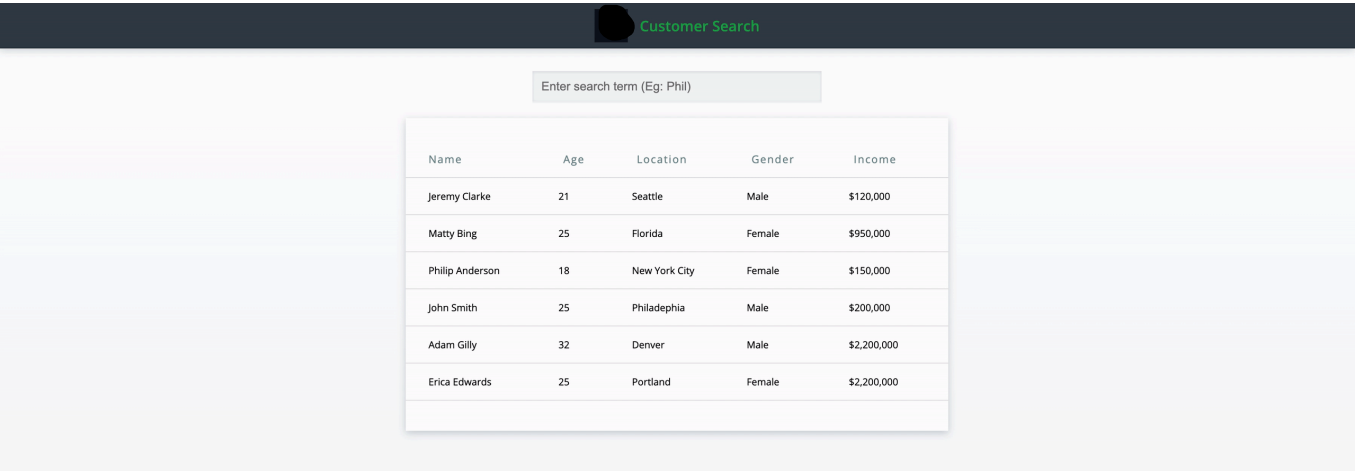 Customer Search
Enter search term (Eg: Phil)
Name Age Location Gender Income
Jeremy Clarke 21 Seattle Male $120,000
Matty Bing 25 Florida Female $950,000
Philip Anderson 18 New York City Female $150,000
John Smith 25 Philadephia Male $200,000
Adam Gilly 32 Denver Male $2,200,000
Erica Edwards 25 Portland Female $2,200,000